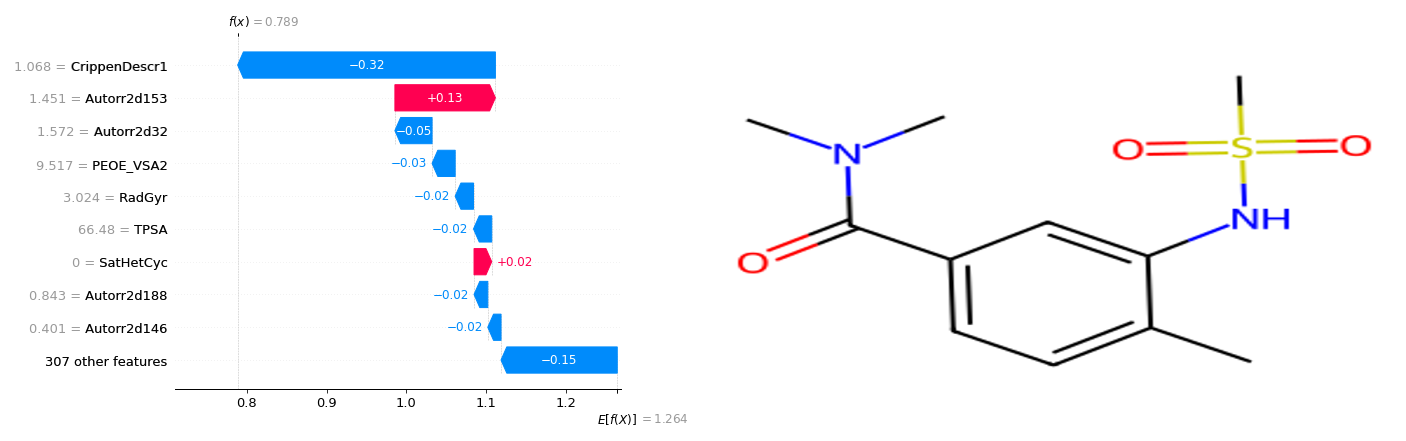 f(x) = 0.789
1.068 = CrippenDescr1
−0.32
1.451 = Autorr2d153
+0.13
1.572 = Autorr2d32
−0.05
9.517 = PEOE_VSA2
−0.03
3.024 = RadGyr
−0.02
66.48 = TPSA
−0.02
0 = SatHetCyc
+0.02
0.843 = Autorr2d188
−0.02
0.401 = Autorr2d146
−0.02
307 other features
−0.15
0.8 0.9 1.0 1.1 1.2
E[f(X)] = 1.264
O S O
N
NH
O